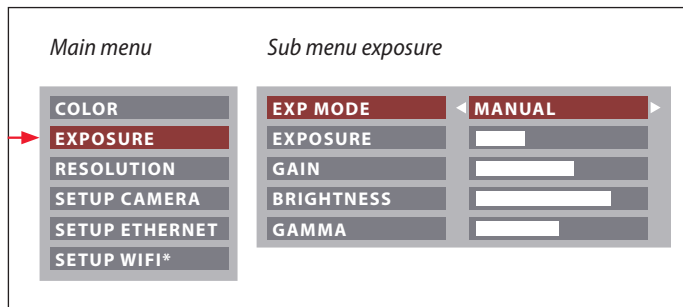 Main menu
Sub menu exposure
COLOR
EXPOSURE
RESOLUTION
SETUP CAMERA
SETUP ETHERNET
SETUP WIFI*
EXP MODE MANUAL
EXPOSURE
GAIN
BRIGHTNESS
GAMMA